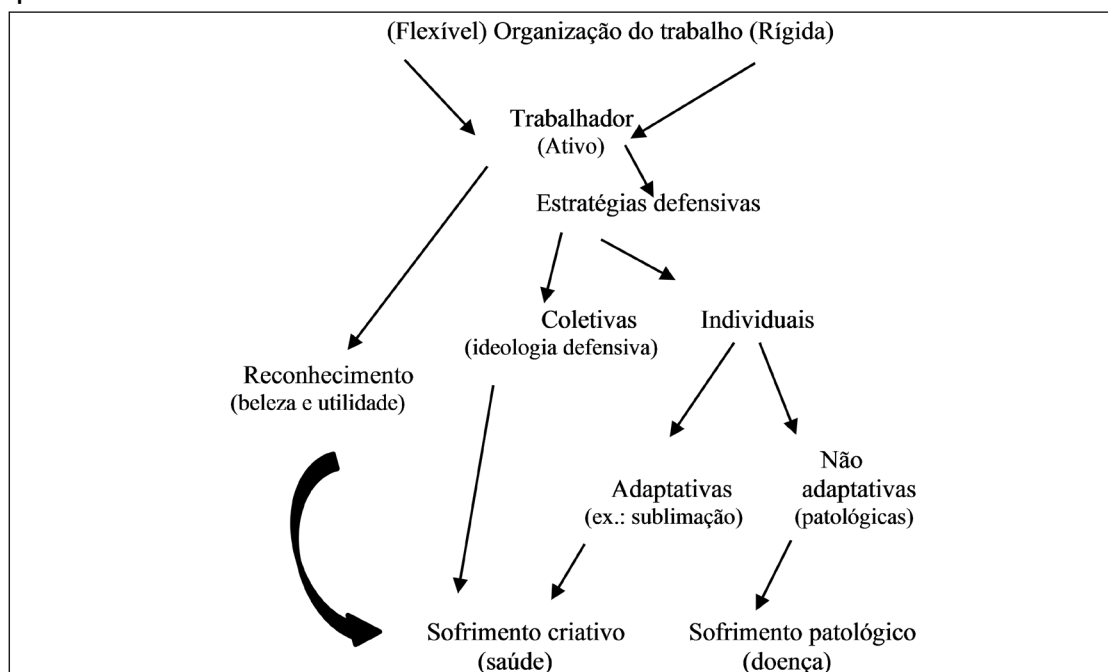 (Flexível) Organização do trabalho (Rígida)
Trabalhador
(Ativo)
Estratégias defensivas
Coletivas
(ideologia defensiva)
Individuais
Reconhecimento
(beleza e utilidade)
Adaptativas
(ex.: sublimação)
Não
adaptativas
(patológicas)
Sofrimento criativo
(saúde)
Sofrimento patológico
(doença)